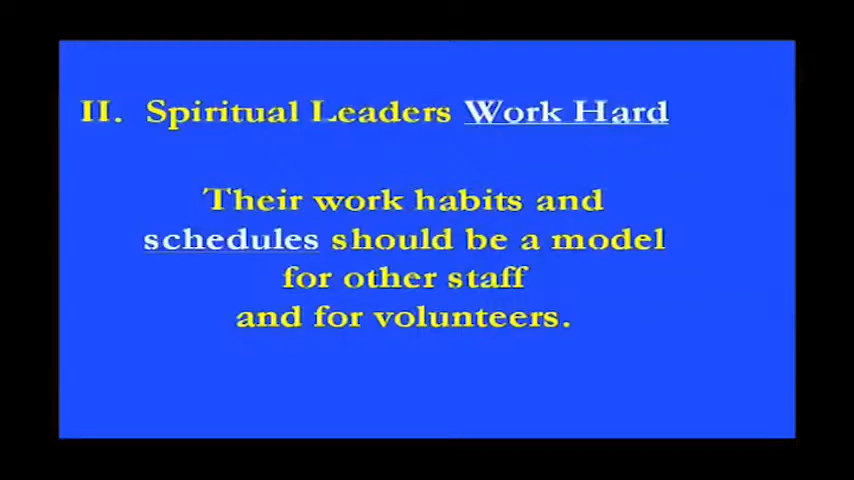 II. Spiritual Leaders Work Hard
Their work habits and
schedules should be a model
for other staff
and for volunteers.